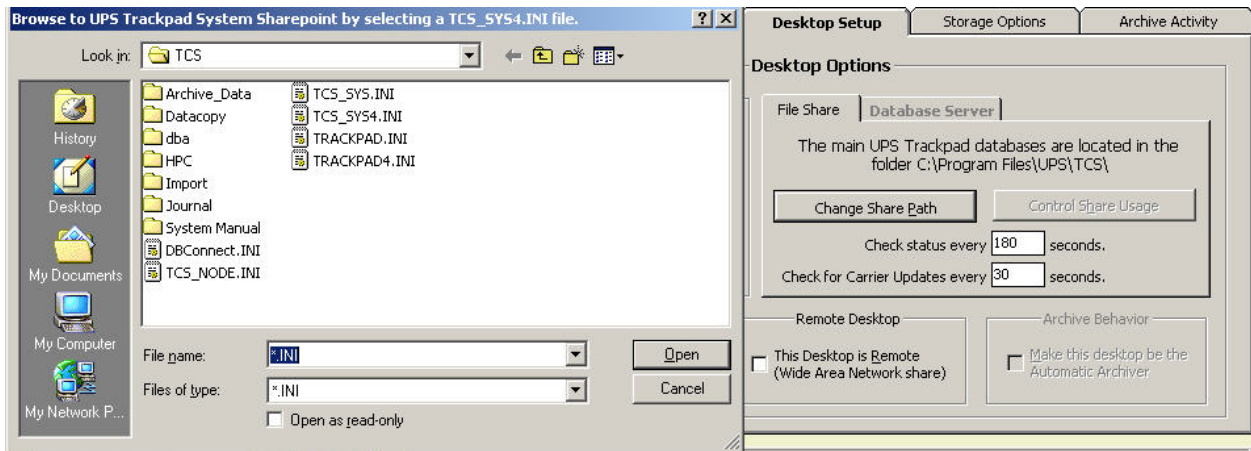 Browse to UPS Trackpad System Sharepoint by selecting a TCS_SYS4.INI file.
Look in: TCS
History
Desktop
My Documents
My Computer
My Network P...
Archive_Data
Datacopy
dba
HPC
Import
Journal
System Manual
DBConnect.INI
TCS_NODE.INI
TCS_SYS.INI
TCS_SYS4.INI
TRACKPAD.INI
TRACKPAD4.INI
File name: *.INI Open
Files of type: *.INI Cancel
Open as read-only
Desktop Setup Storage Options Archive Activity
Desktop Options
File Share Database Server
The main UPS Trackpad databases are located in the
folder C:\Program Files\UPS\TCS\
Change Share Path Control Share Usage
Check status every 180 seconds.
Check for Carrier Updates every 30 seconds.
Remote Desktop
This Desktop is Remote
(Wide Area Network share)
Archive Behavior
Make this desktop be the
Automatic Archiver